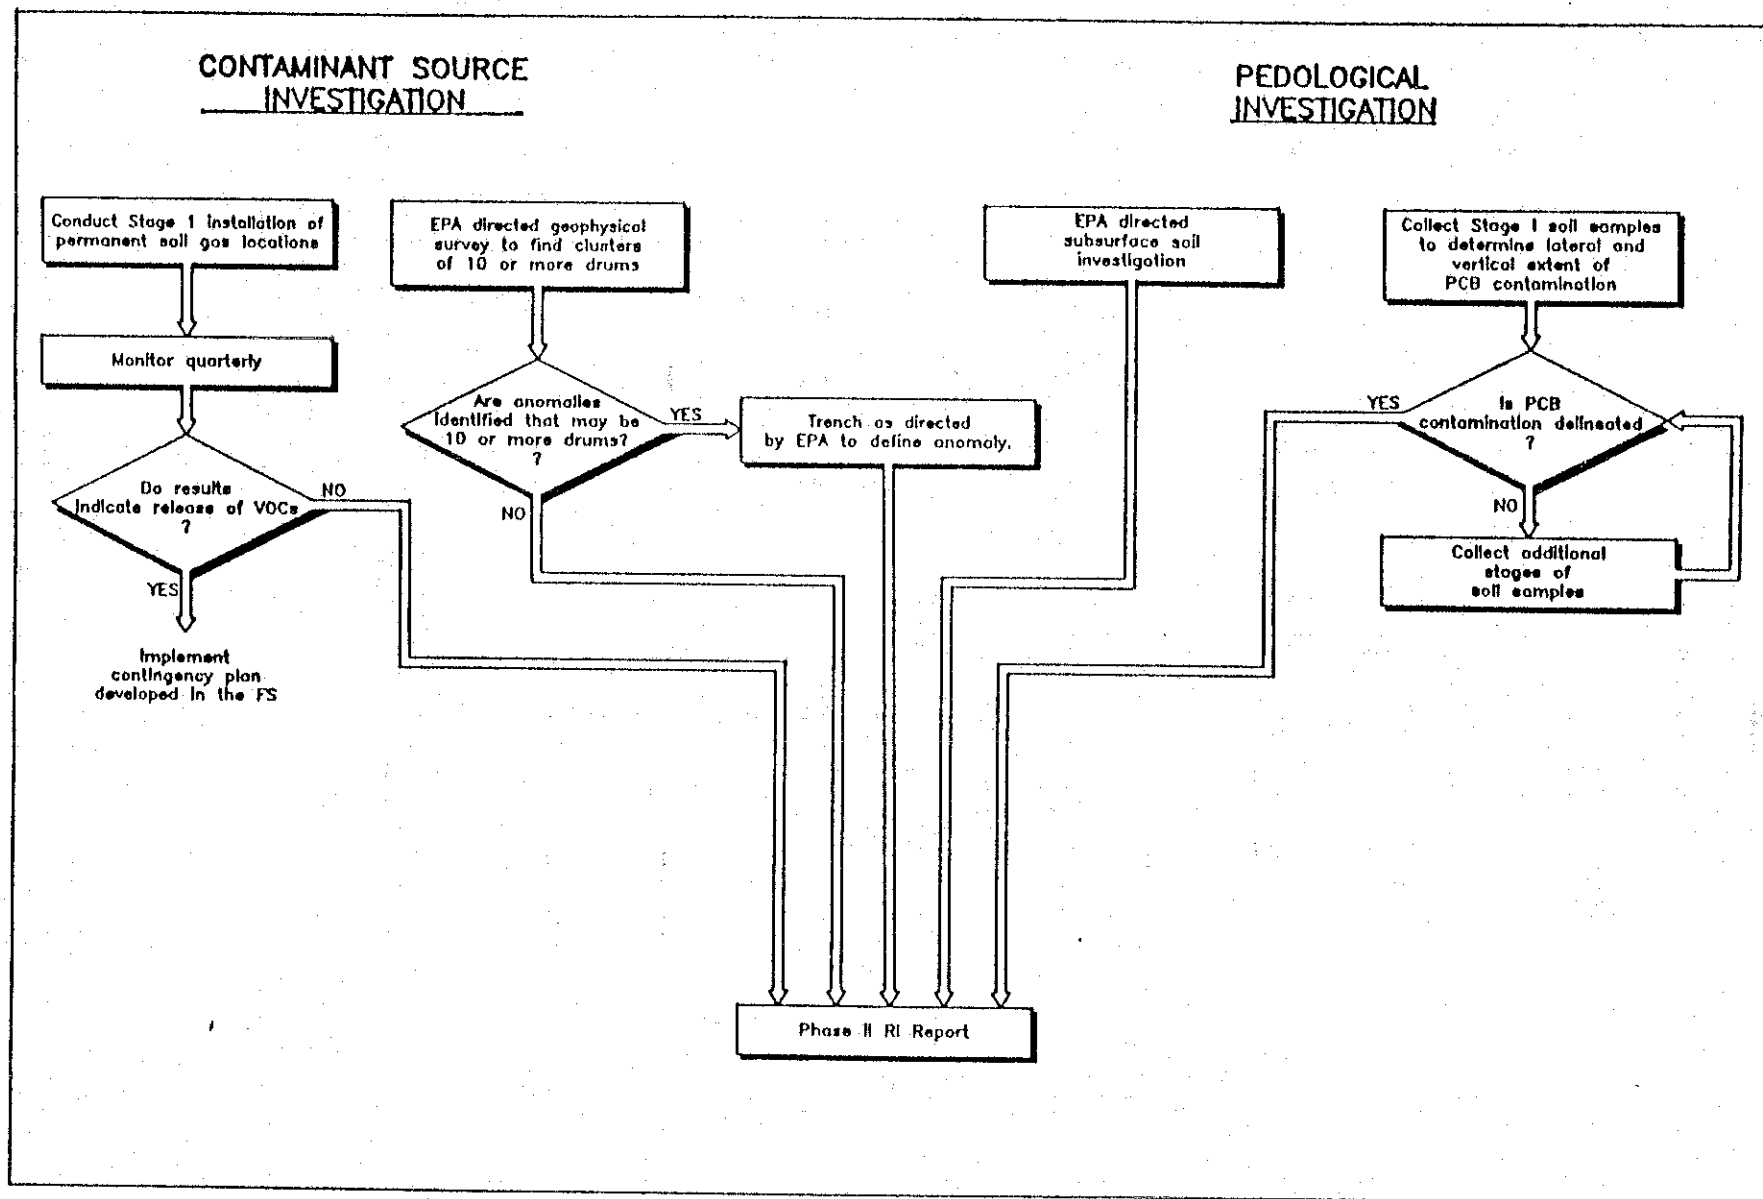 CONTAMINANT SOURCE
INVESTIGATION
PEDOLOGICAL
INVESTIGATION
Conduct Stage 1 installation of
permanent soil gas locations
Monitor quarterly
Do results
indicate release of VOCs
?
NO
YES
Implement
contingency plan
developed in the FS
EPA directed geophysical
survey to find clusters
of 10 or more drums
Are anomalies
identified that may be
10 or more drums?
?
YES
NO
Trench as directed
by EPA to define anomaly.
EPA directed
subsurface soil
investigation
Collect Stage I soil samples
to determine lateral and
vertical extent of
PCB contamination
YES
Is PCB
contamination delineated
?
NO
Collect additional
stages of
soil samples
Phase II RI Report